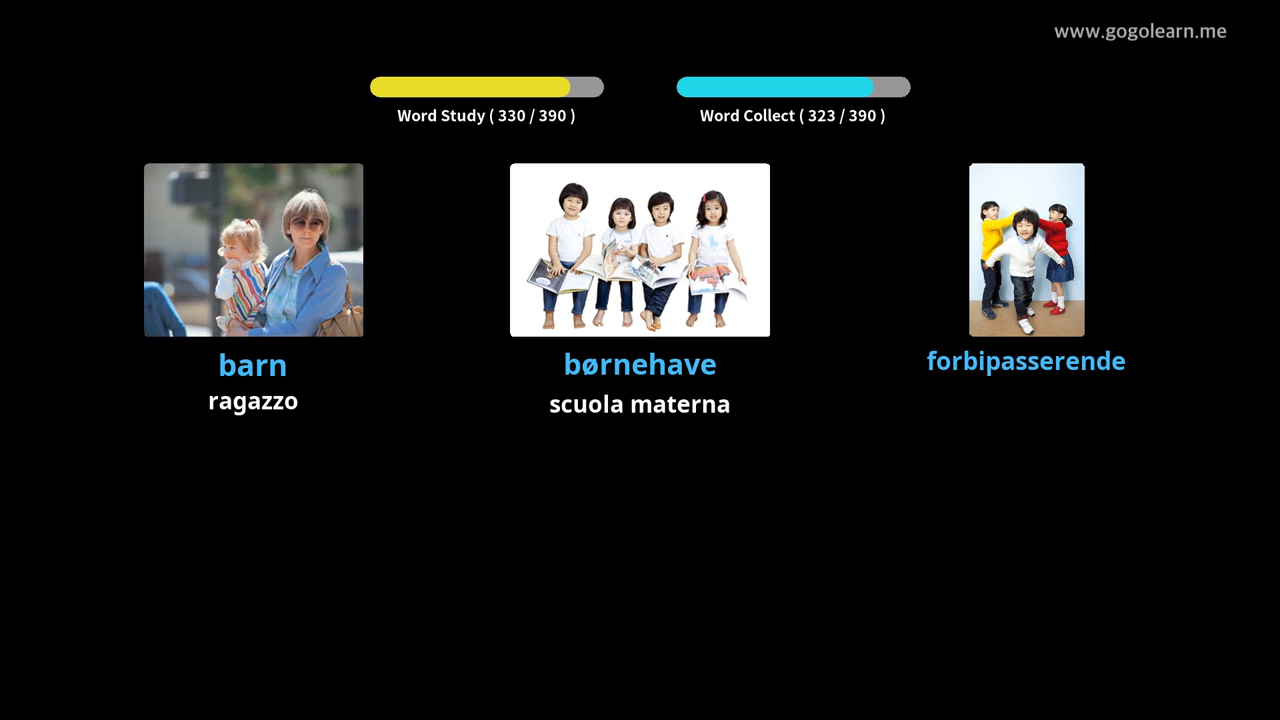 www.gogolearn.me
Word Study ( 330 / 390 )
Word Collect ( 323 / 390 )
barn
ragazzo
børnehave
scuola materna
forbipasserende